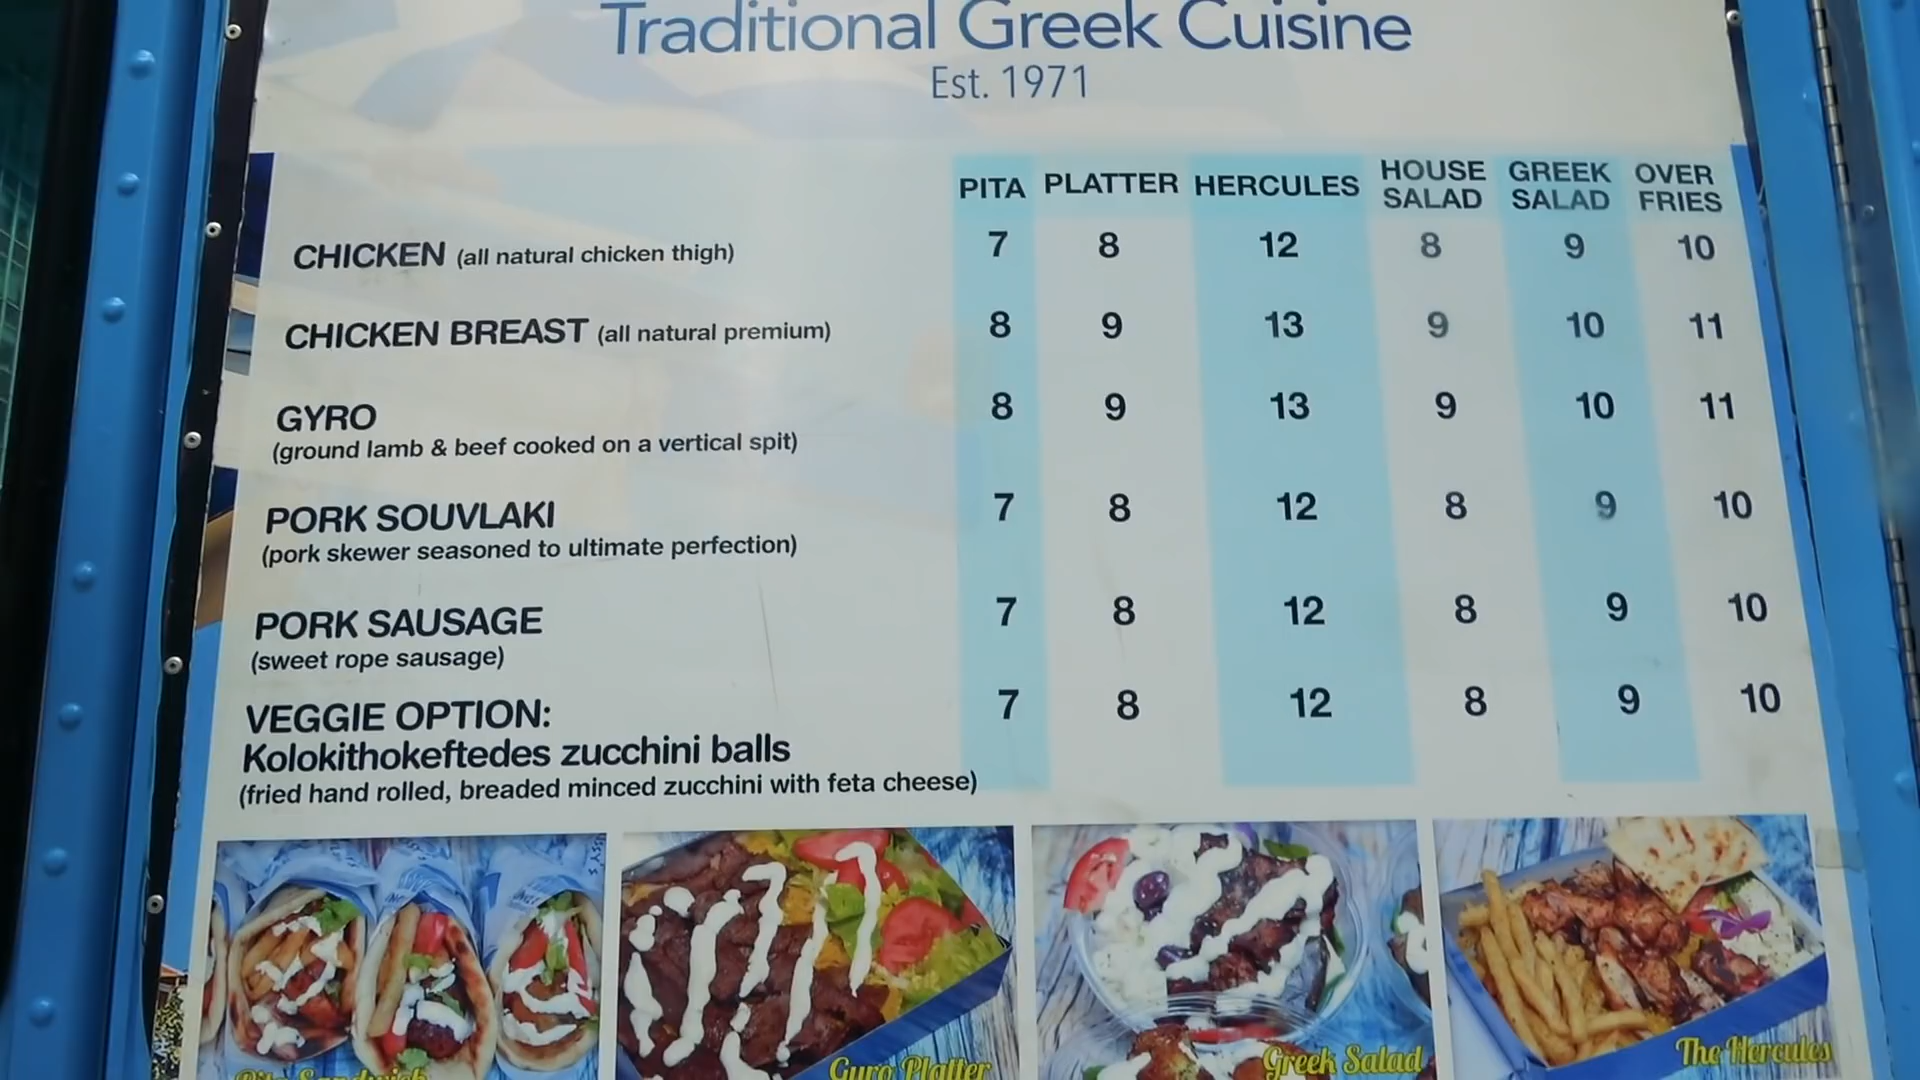 Traditional Greek Cuisine
Est. 1971
PITA PLATTER HERCULES HOUSE SALAD GREEK SALAD OVER FRIES
CHICKEN (all natural chicken thigh) 7 8 12 8 9 10
CHICKEN BREAST (all natural premium) 8 9 13 9 10 11
GYRO 8 9 13 9 10 11
(ground lamb & beef cooked on a vertical spit)
PORK SOUVLAKI 7 8 12 8 9 10
(pork skewer seasoned to ultimate perfection)
PORK SAUSAGE 7 8 12 8 9 10
(sweet rope sausage)
VEGGIE OPTION: 7 8 12 8 9 10
Kolokithokeftedes zucchini balls
(fried hand rolled, breaded minced zucchini with feta cheese)
Pita Sandwich
Gyro Platter
Greek Salad
The Hercules